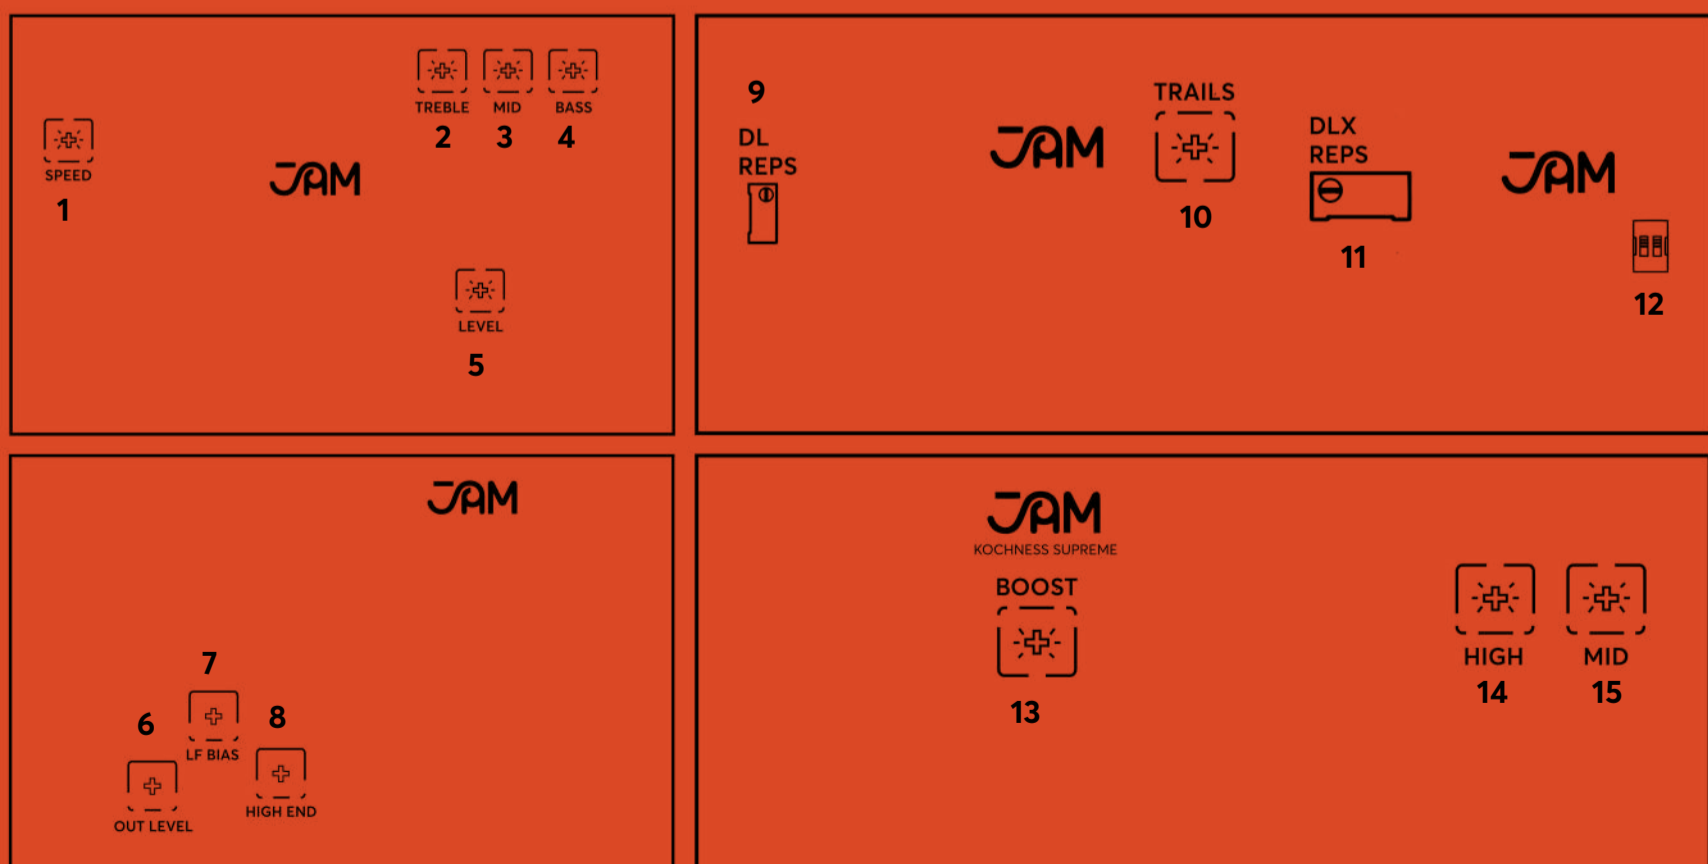 TREBLE MID BASS
2 3 4
SPEED
1
JAM
LEVEL
5
9
DL
REPS
JAM
TRAILS
10
DLX
REPS
11
JAM
12
JAM
7
LF BIAS
6
OUT LEVEL
8
HIGH END
JAM
KOCHNESS SUPREME
BOOST
13
HIGH MID
14 15